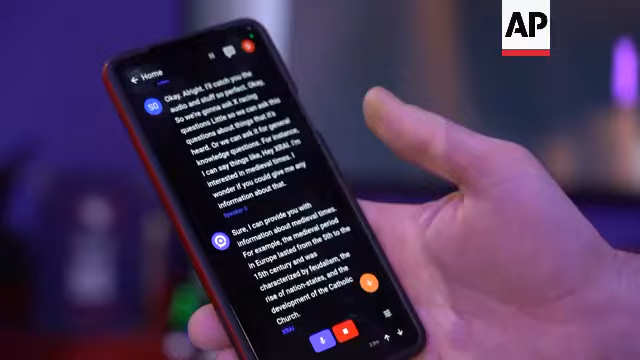 AP
Home
S0
Okay. Alright. I'll catch you the
audio and stuff so perfect. Okay.
So we're gonna ask X racing
questions Little so we can ask this
questions about things that it's
heard. Or we can ask it for general
knowledge questions. For instance,
I can say things like, Hey XRAI, I'm
interested in medieval times. I
wonder if you could give me any
information about that.
Speaker 0
Sure, I can provide you with
information about medieval times.
For example, the medieval period
in Europe lasted from the 5th to the
15th century and was
characterized by feudalism, the
rise of nation-states, and the
development of the Catholic
Church.
XRAI